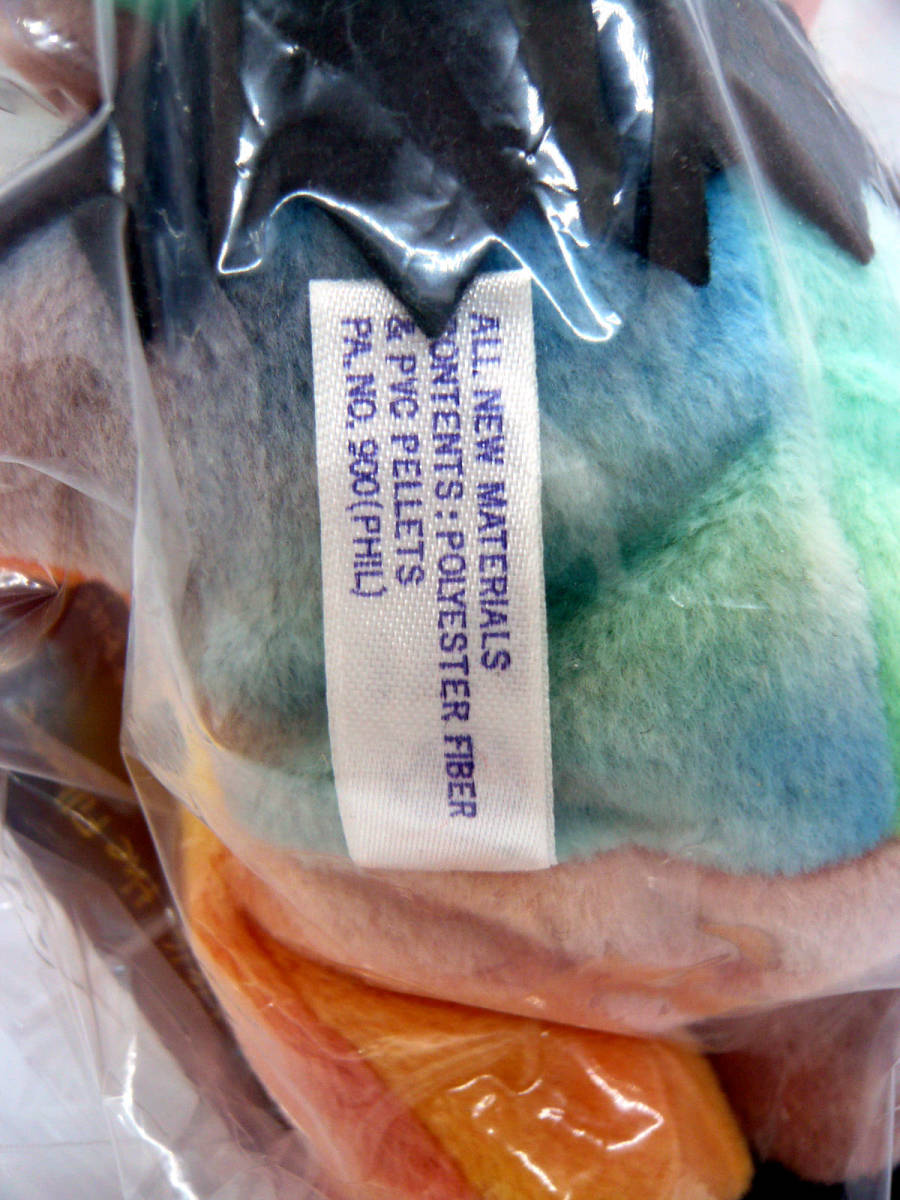 ALL NEW MATERIALS
CONTENTS: POLYESTER FIBER
& PVC PELLETS
PA. NO. 900(PHIL)